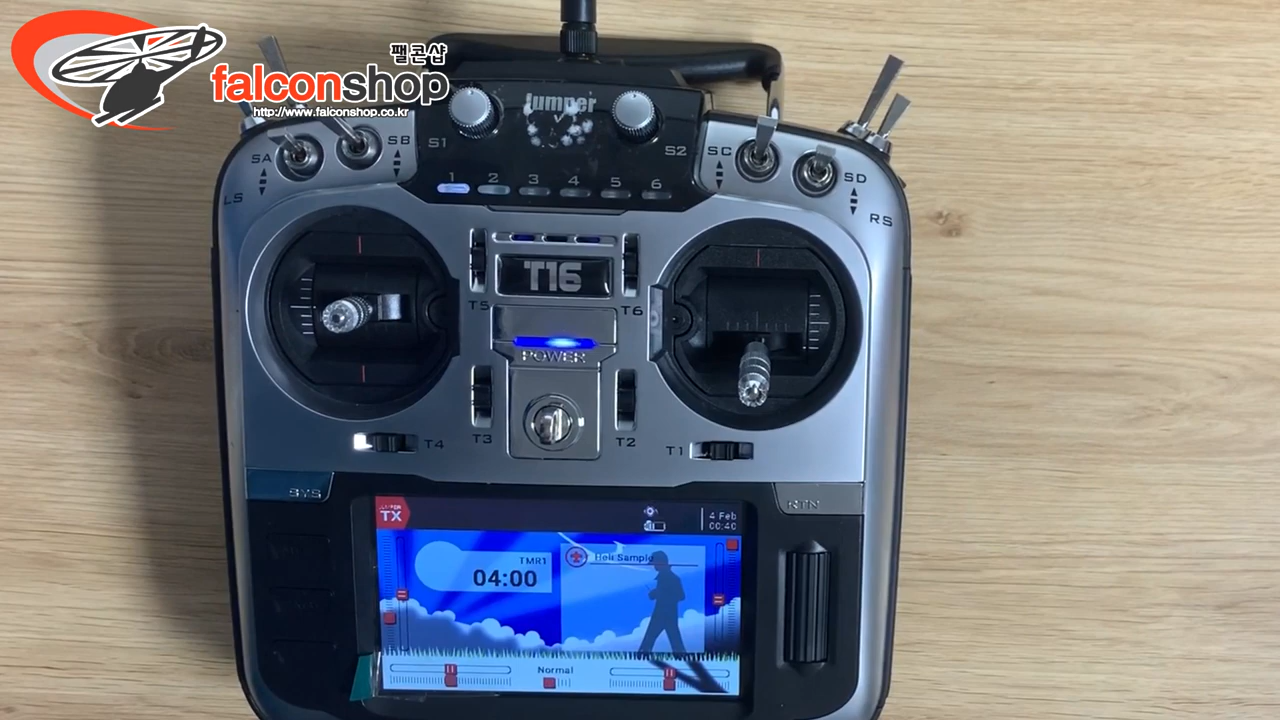 팰콘샵
falconshop
http://www.falconshop.co.kr
Jumper
S1
S2
SA
SB
SC
SD
LS
RS
1 2 3 4 5 6
T16
T5
T6
POWER
T4
T3
T2
T1
SYS
RTN
TX
4 Feb
00:40
TMR1
04:00
Heli Sample
Normal